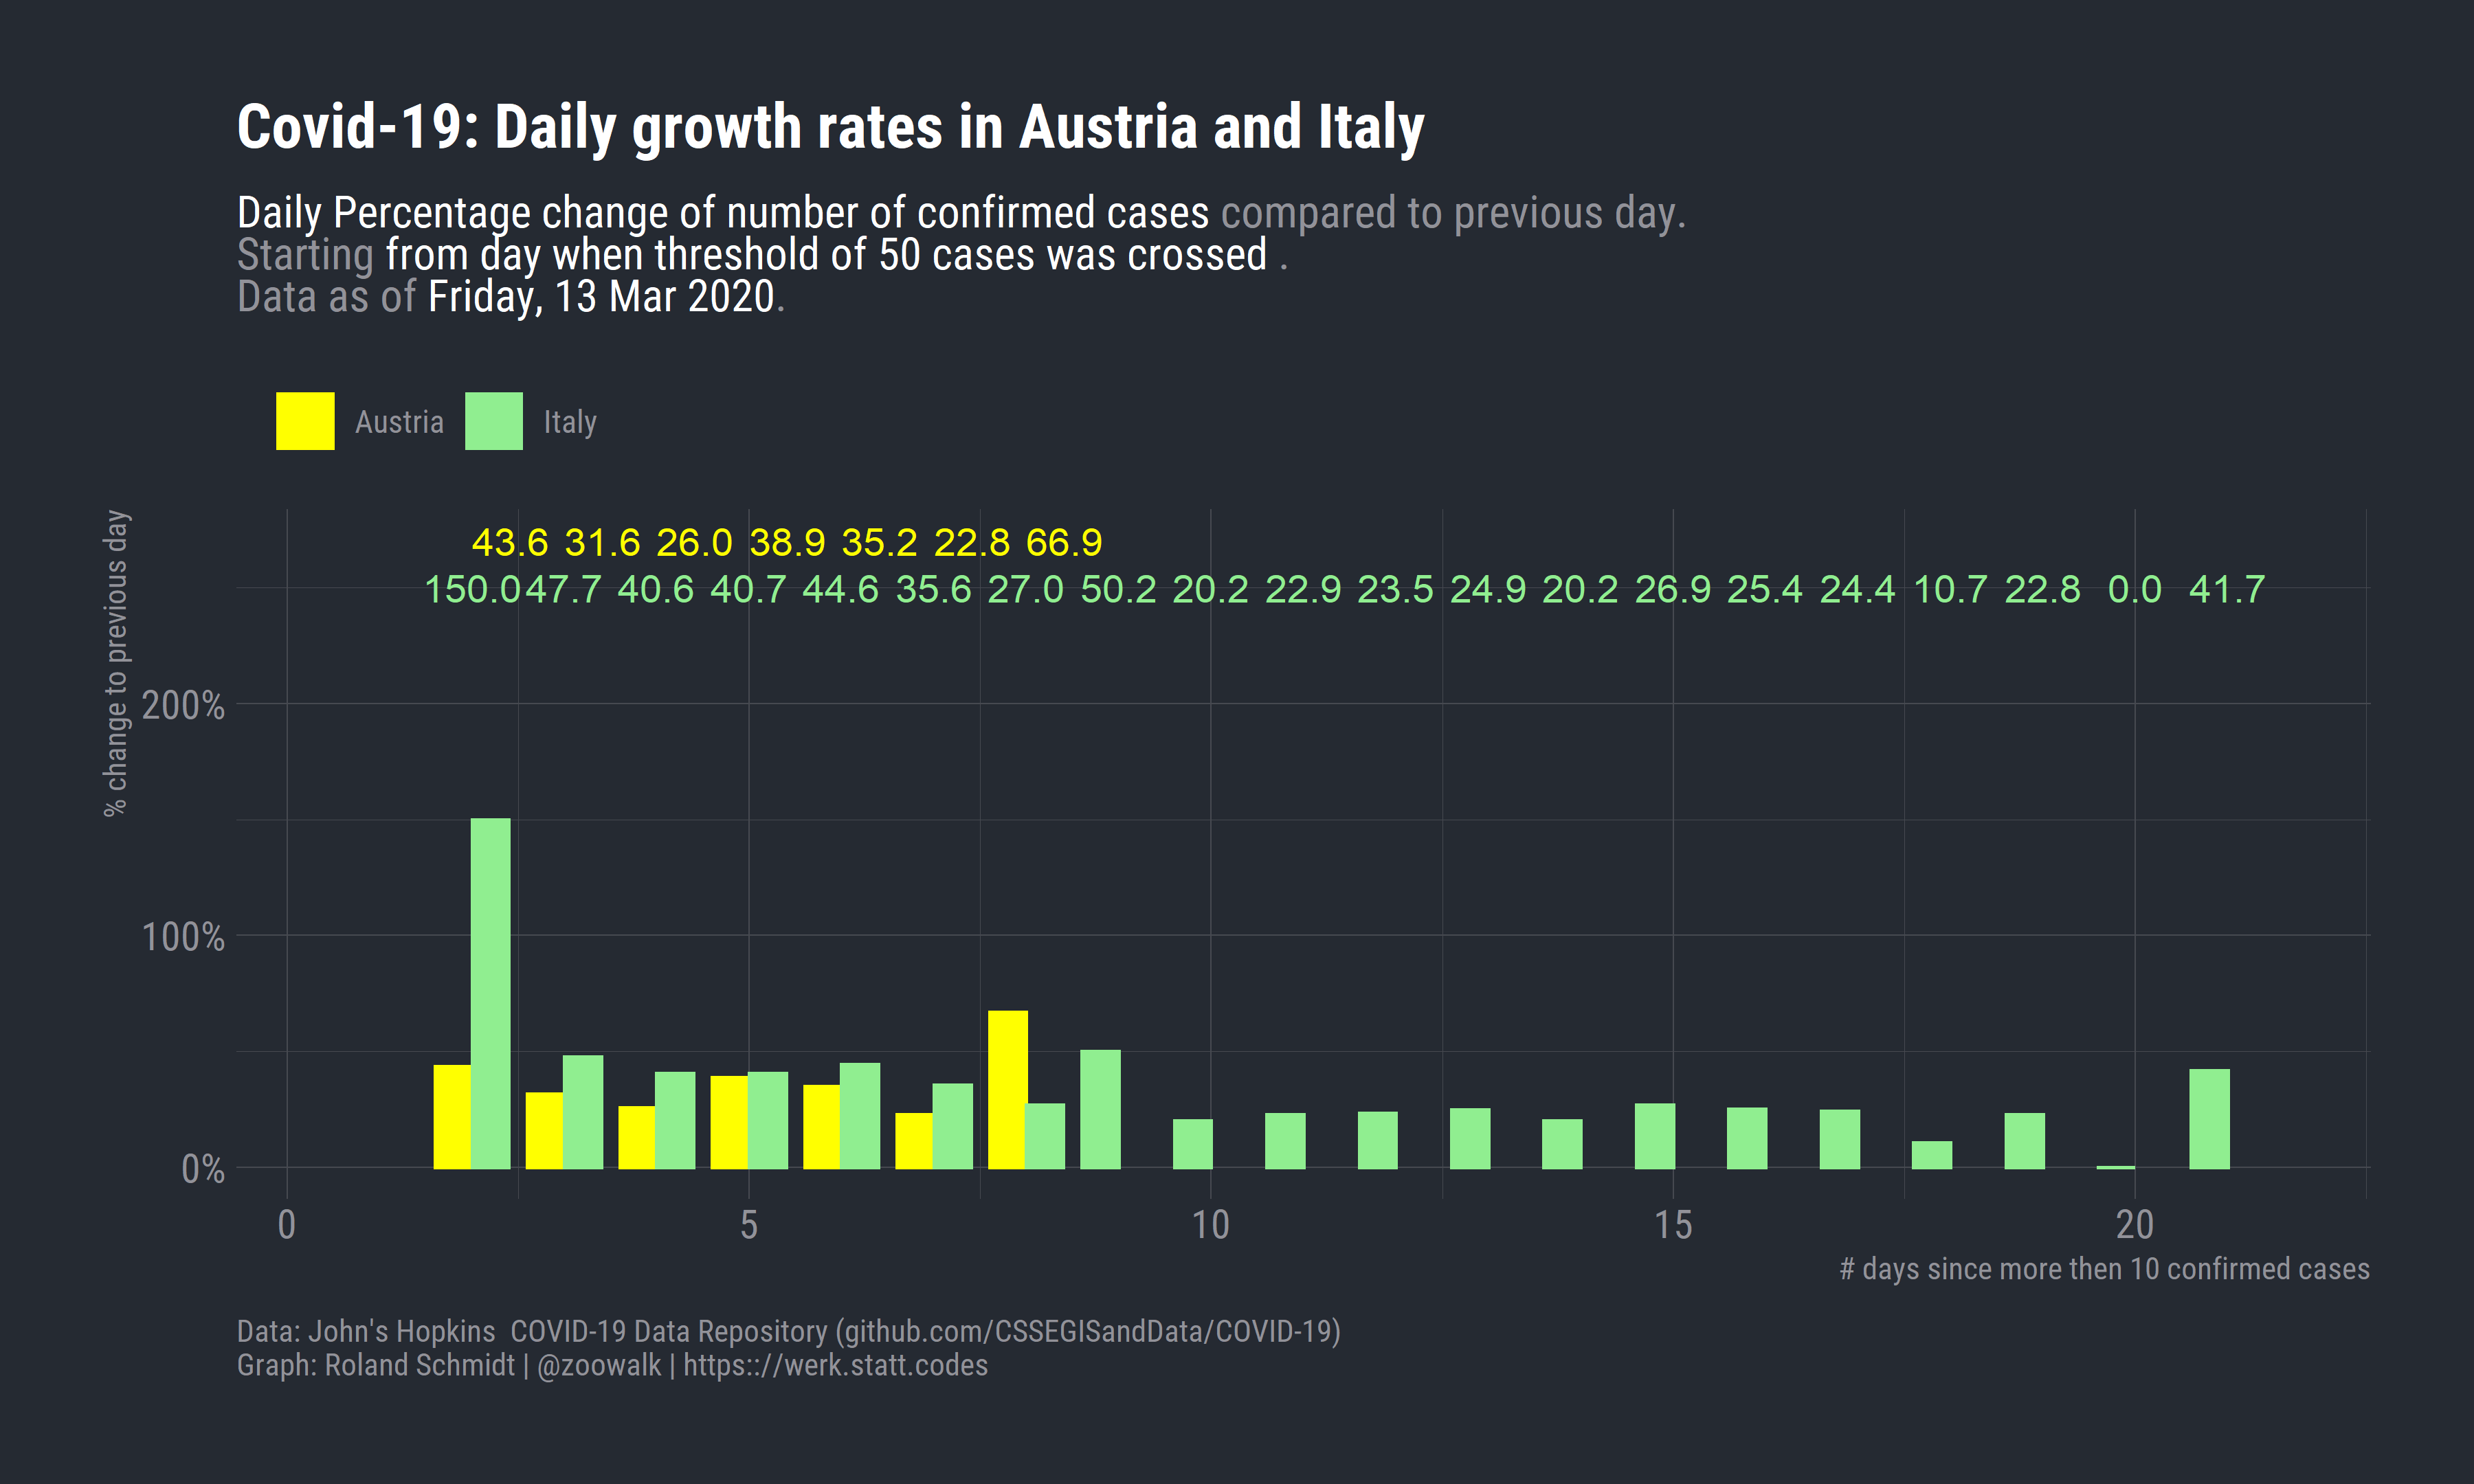 Covid-19: Daily growth rates in Austria and Italy
Daily Percentage change of number of confirmed cases compared to previous day.
Starting from day when threshold of 50 cases was crossed .
Data as of Friday, 13 Mar 2020.
Austria Italy
% change to previous day
43.6 31.6 26.0 38.9 35.2 22.8 66.9
150.0 47.7 40.6 40.7 44.6 35.6 27.0 50.2 20.2 22.9 23.5 24.9 20.2 26.9 25.4 24.4 10.7 22.8 0.0 41.7
200%
100%
0%
0 5 10 15 20
# days since more then 10 confirmed cases
Data: John's Hopkins  COVID-19 Data Repository (github.com/CSSEGISandData/COVID-19)
Graph: Roland Schmidt | @zoowalk | https:://werk.statt.codes